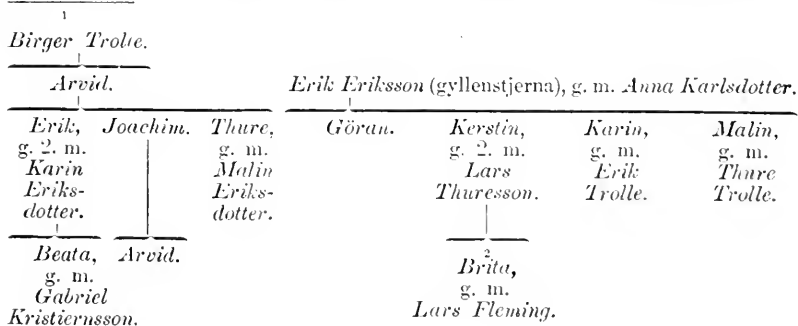 1
Birger Trolle.
Arvid. Erik Eriksson (gyllenstjerna), g. m. Anna Karlsdotter.
Erik, Joachim. Thure, Göran. Kerstin, Karin, Malin,
g. 2. m. g. m. g. 2. m. g. m. g. m.
Karin Malin Lars Erik Thure
Eriks- Eriks- Thuresson. Trolle. Trolle.
dotter. dotter.
Beata, Arvid. 2
g. m. Brita,
Gabriel g. m.
Kristiernsson. Lars Fleming.